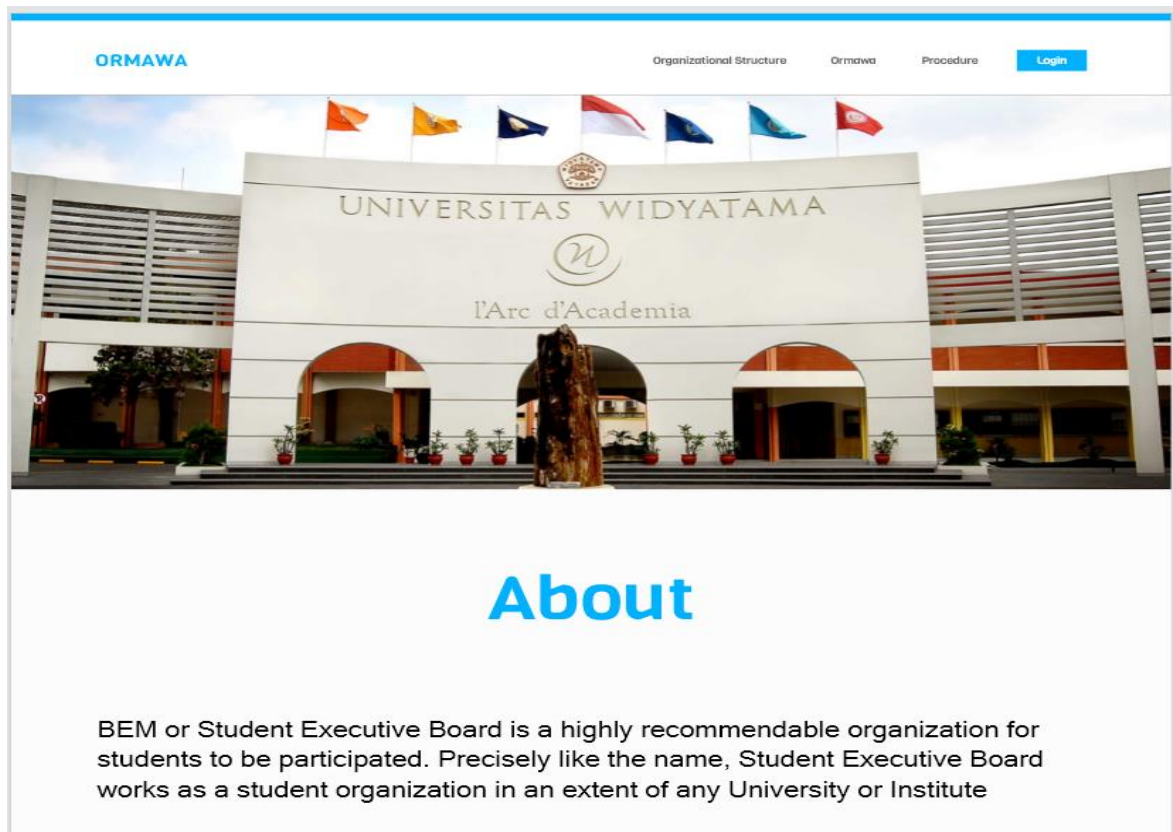 ORMAWA
Organizational Structure Ormawa Procedure Login
UNIVERSITAS WIDYATAMA
l'Arc d'Academia
About
BEM or Student Executive Board is a highly recommendable organization for
students to be participated. Precisely like the name, Student Executive Board
works as a student organization in an extent of any University or Institute